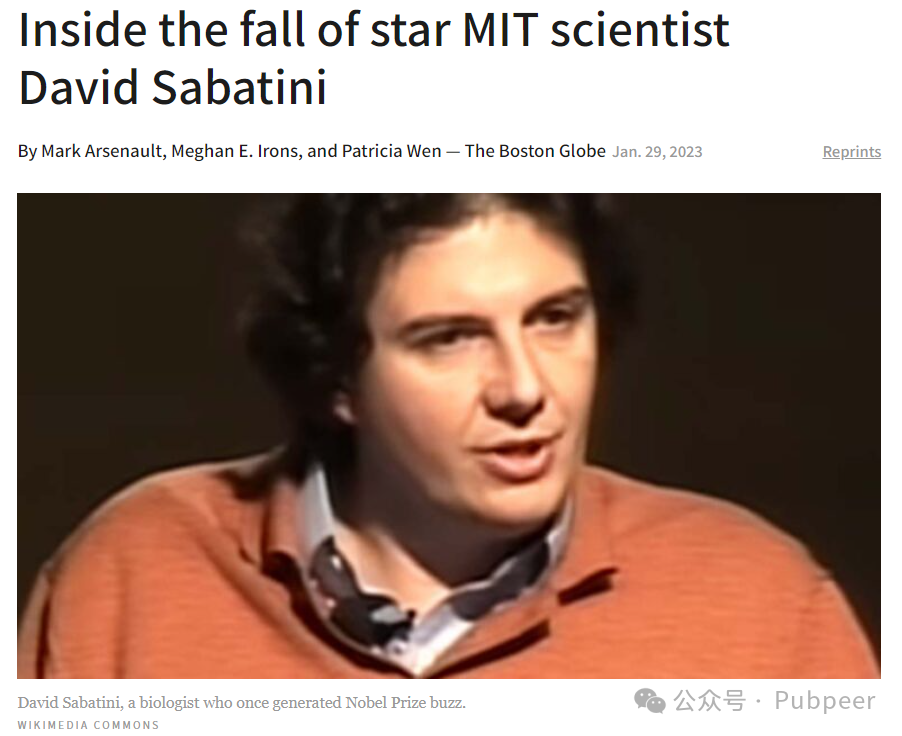 Inside the fall of star MIT scientist
David Sabatini
By Mark Arsenault, Meghan E. Irons, and Patricia Wen — The Boston Globe Jan. 29, 2023
Reprints
David Sabatini, a biologist who once generated Nobel Prize buzz.
公众号 · Pubpeer
WIKIMEDIA COMMONS